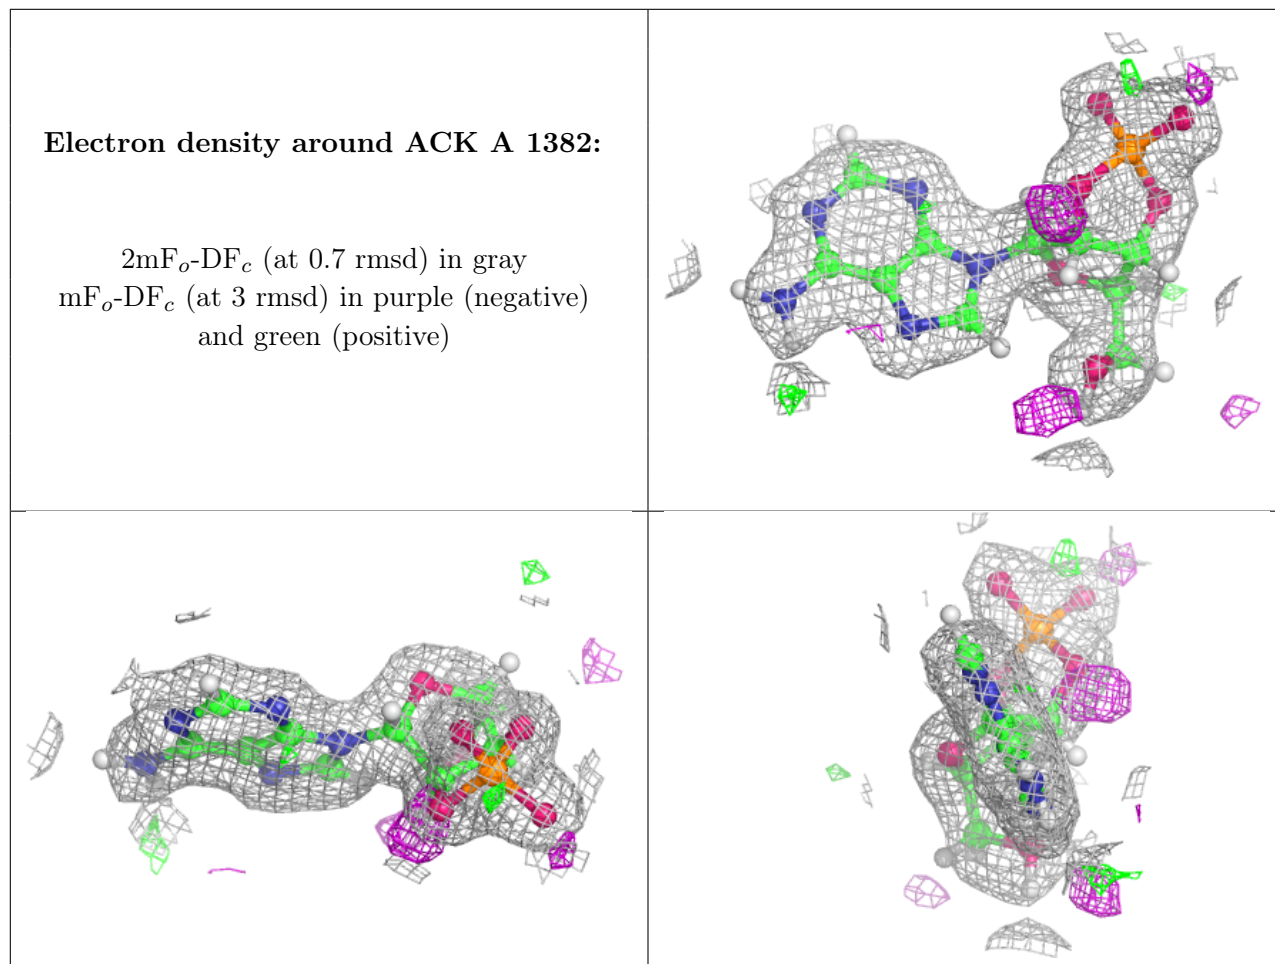 Electron density around ACK A 1382:
2mFo-DFc (at 0.7 rmsd) in gray
mFo-DFc (at 3 rmsd) in purple (negative)
and green (positive)